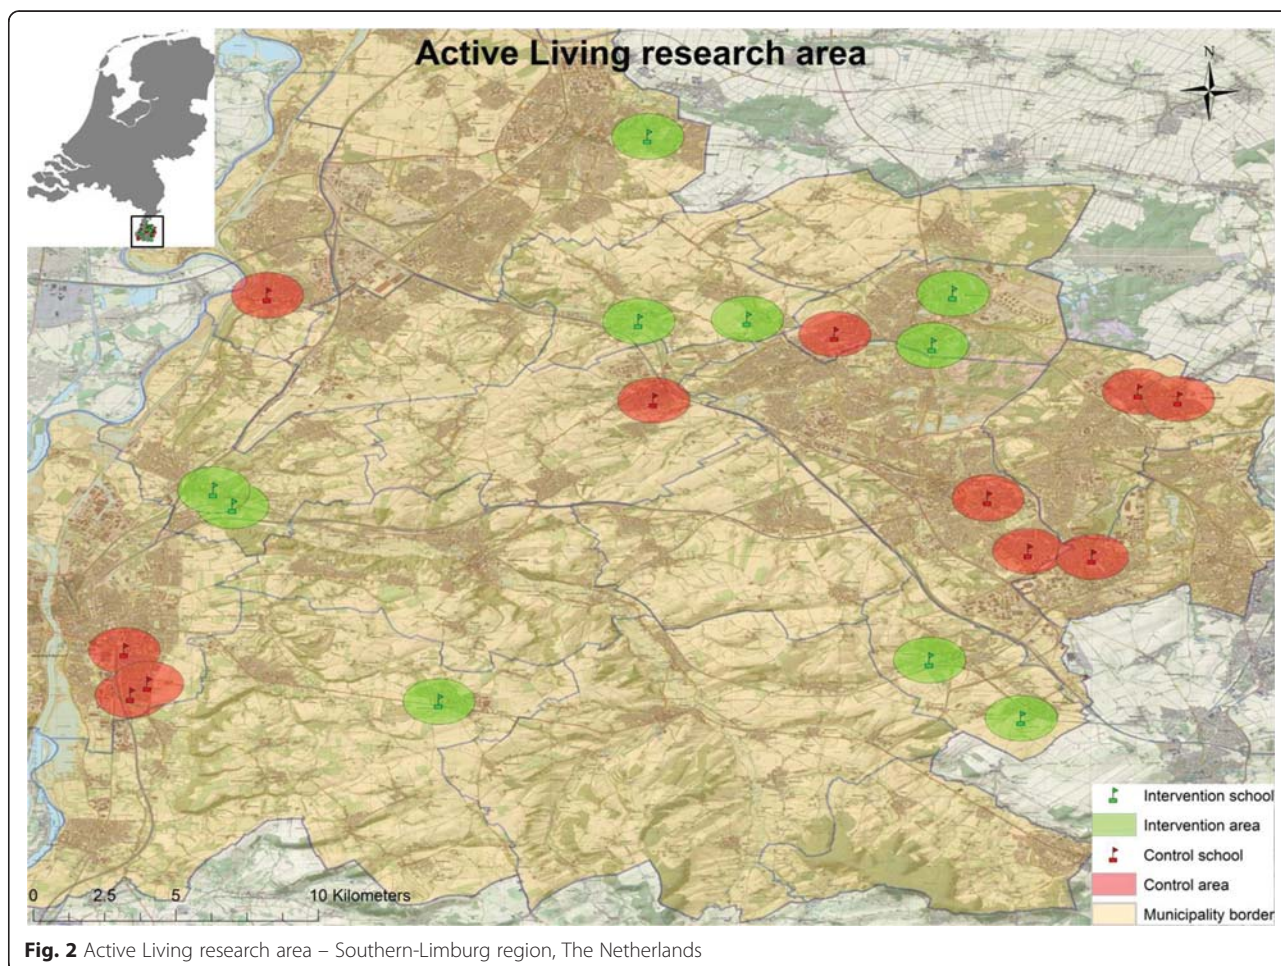 Active Living research area
N
Intervention school
Intervention area
Control school
Control area
Municipality border
0 2.5 5 10 Kilometers
Fig. 2 Active Living research area – Southern-Limburg region, The Netherlands